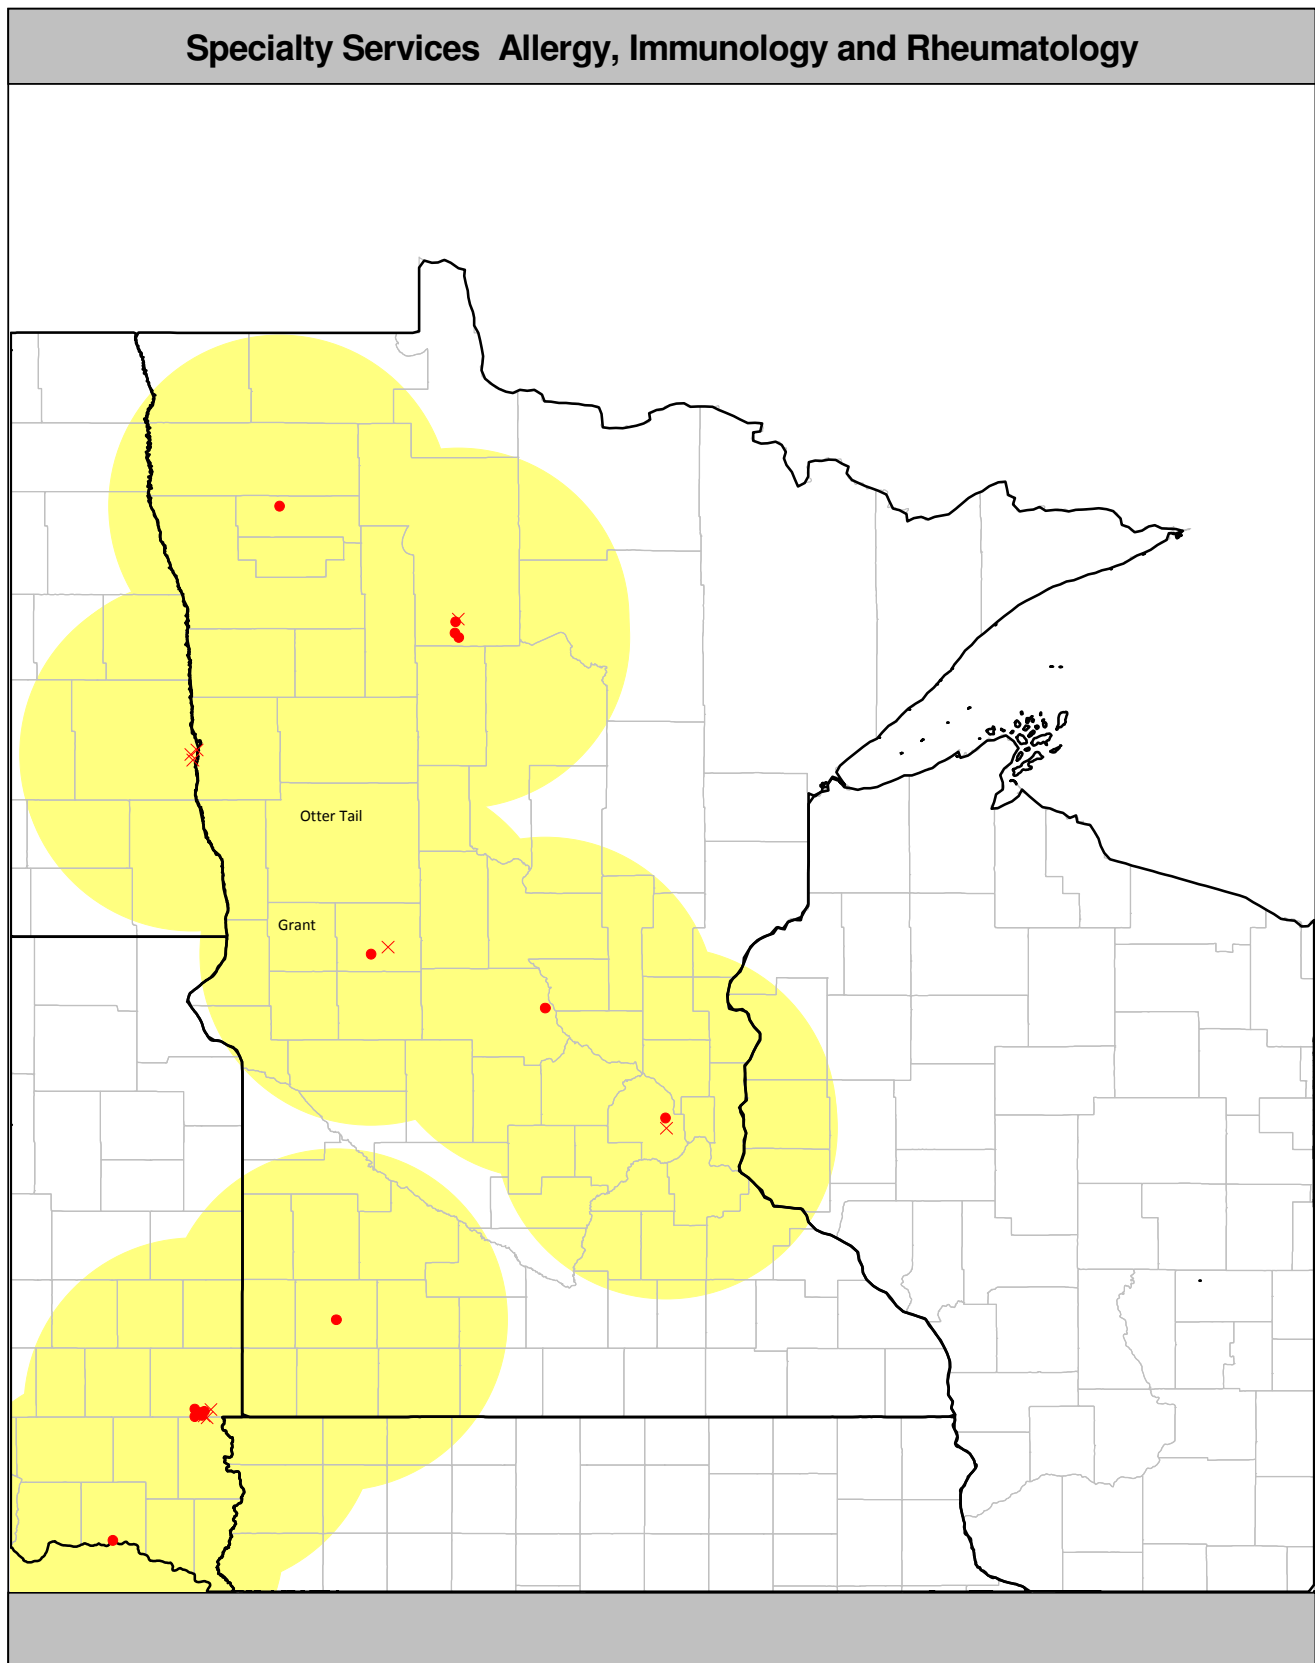 Specialty Services  Allergy, Immunology and Rheumatology
Otter Tail
Grant